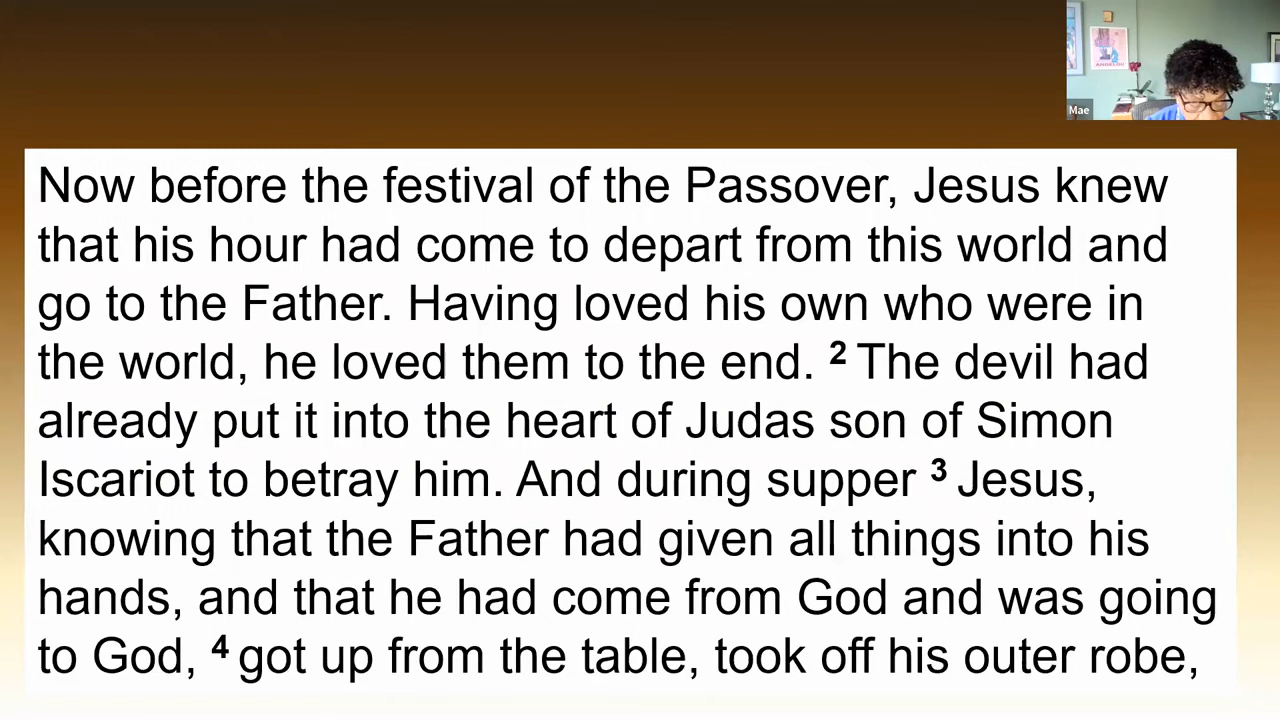 Mae
ANGELOU
Now before the festival of the Passover, Jesus knew
that his hour had come to depart from this world and
go to the Father. Having loved his own who were in
the world, he loved them to the end. ² The devil had
already put it into the heart of Judas son of Simon
Iscariot to betray him. And during supper ³ Jesus,
knowing that the Father had given all things into his
hands, and that he had come from God and was going
to God, ⁴ got up from the table, took off his outer robe,